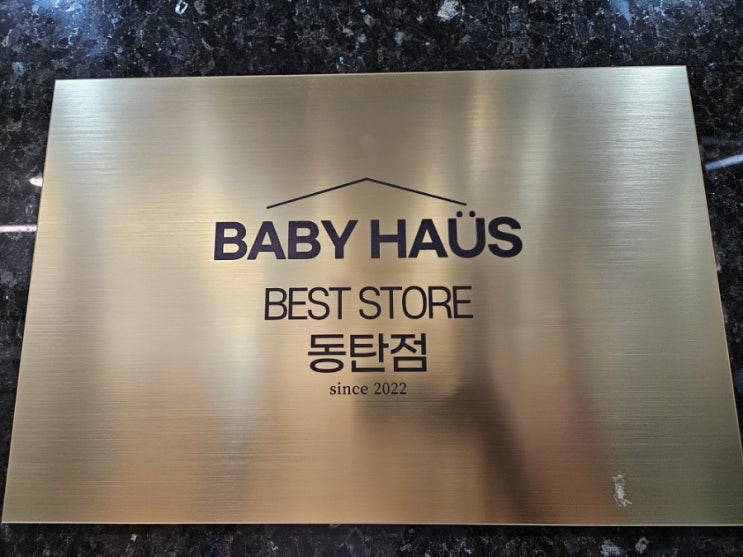 BABY HAÜS
BEST STORE
동탄점
since 2022